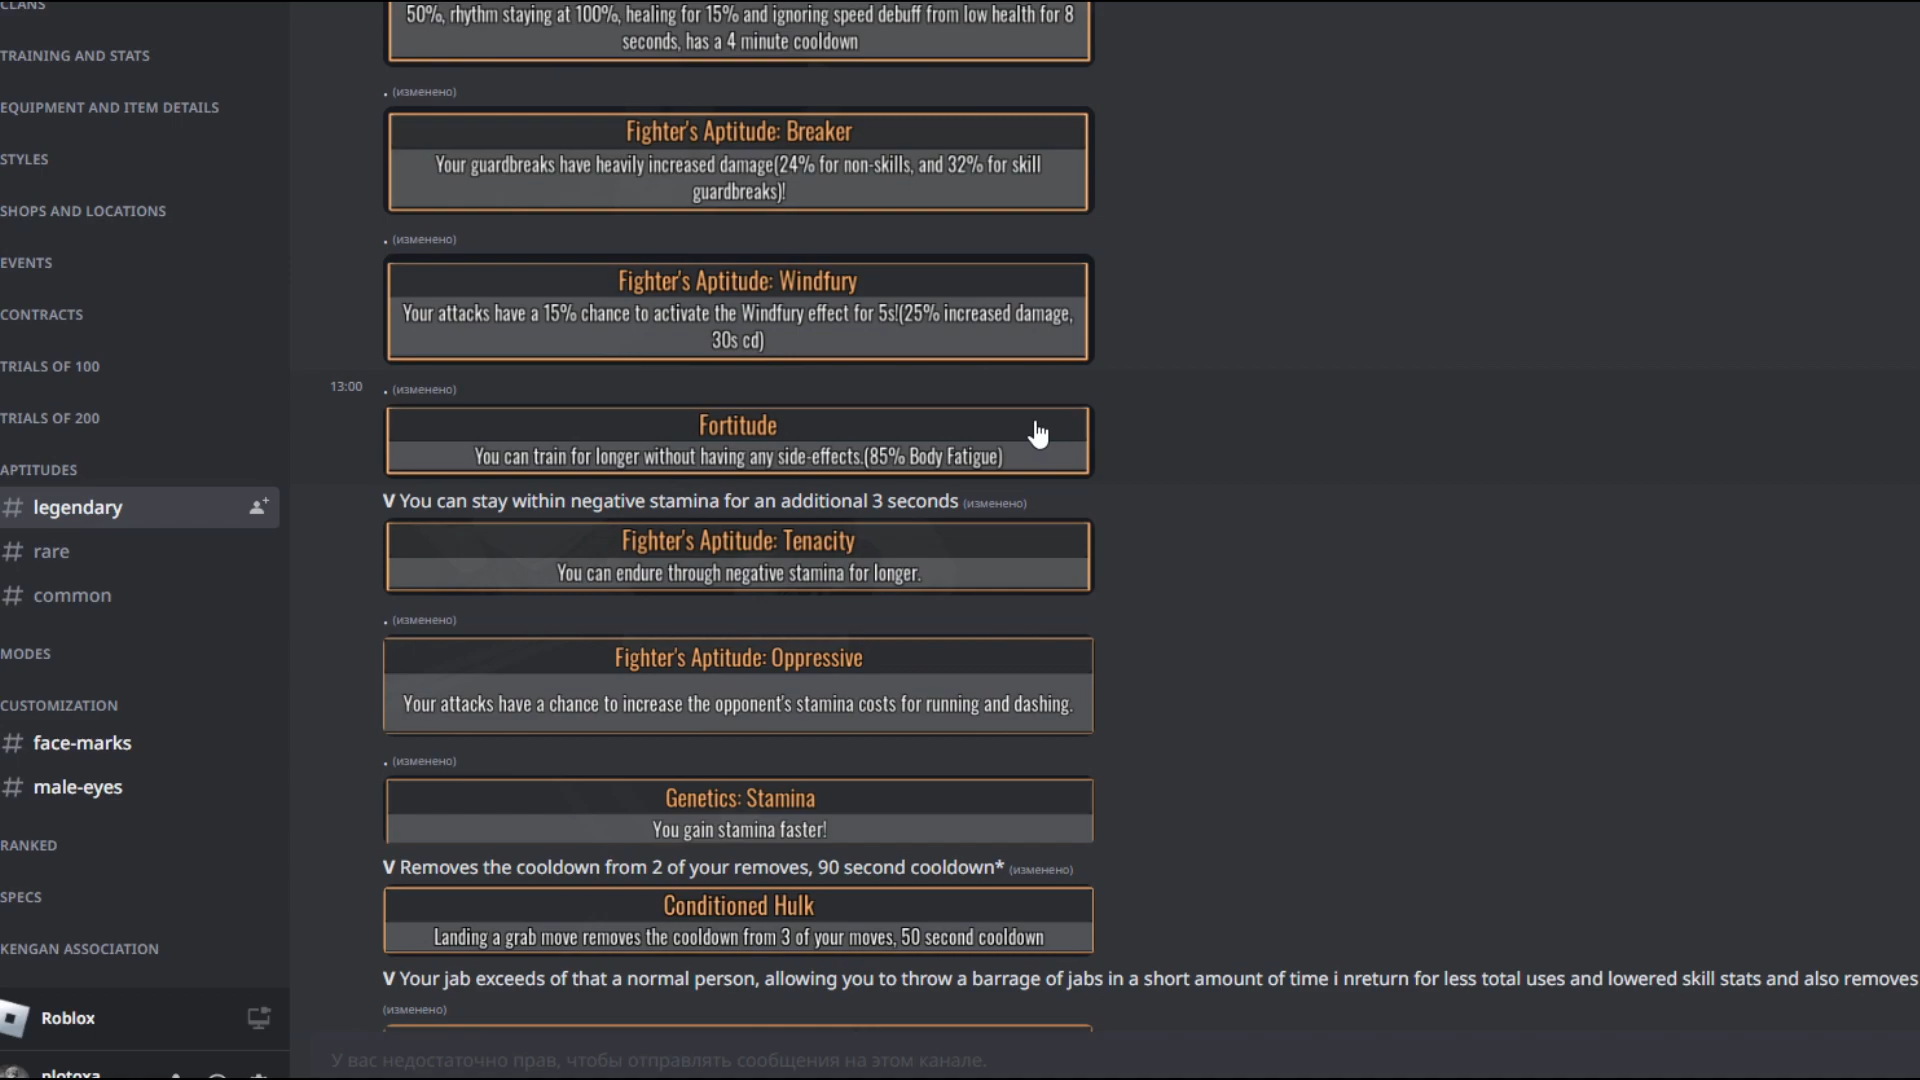 CLANS
TRAINING AND STATS
EQUIPMENT AND ITEM DETAILS
STYLES
SHOPS AND LOCATIONS
EVENTS
CONTRACTS
TRIALS OF 100
TRIALS OF 200
APTITUDES
# legendary
# rare
# common
MODES
CUSTOMIZATION
# face-marks
# male-eyes
RANKED
SPECS
KENGAN ASSOCIATION
Roblox
plotoxa
50%, rhythm staying at 100%, healing for 15% and ignoring speed debuff from low health for 8
seconds, has a 4 minute cooldown
. (изменено)
Fighter's Aptitude: Breaker
Your guardbreaks have heavily increased damage(24% for non-skills, and 32% for skill
guardbreaks)!
. (изменено)
Fighter's Aptitude: Windfury
Your attacks have a 15% chance to activate the Windfury effect for 5s!(25% increased damage,
30s cd)
13:00 . (изменено)
Fortitude
You can train for longer without having any side-effects.(85% Body Fatigue)
V You can stay within negative stamina for an additional 3 seconds (изменено)
Fighter's Aptitude: Tenacity
You can endure through negative stamina for longer.
. (изменено)
Fighter's Aptitude: Oppressive
Your attacks have a chance to increase the opponent's stamina costs for running and dashing.
. (изменено)
Genetics: Stamina
You gain stamina faster!
V Removes the cooldown from 2 of your removes, 90 second cooldown* (изменено)
Conditioned Hulk
Landing a grab move removes the cooldown from 3 of your moves, 50 second cooldown
V Your jab exceeds of that a normal person, allowing you to throw a barrage of jabs in a short amount of time i nreturn for less total uses and lowered skill stats and also removes
(изменено)
У вас недостаточно прав, чтобы отправлять сообщения на этом канале.